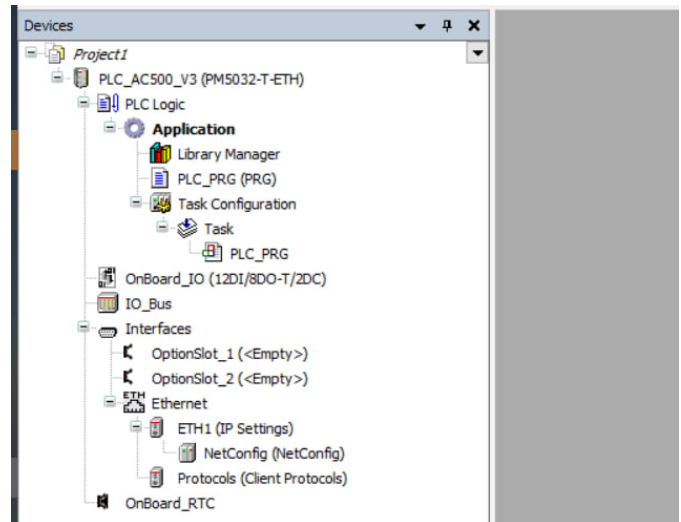 Devices
Project1
PLC_AC500_V3 (PM5032-T-ETH)
PLC Logic
Application
Library Manager
PLC_PRG (PRG)
Task Configuration
Task
PLC_PRG
OnBoard_IO (12DI/8DO-T/2DC)
IO_Bus
Interfaces
OptionSlot_1 (<Empty>)
OptionSlot_2 (<Empty>)
ETH Ethernet
ETH1 (IP Settings)
NetConfig (NetConfig)
Protocols (Client Protocols)
OnBoard_RTC